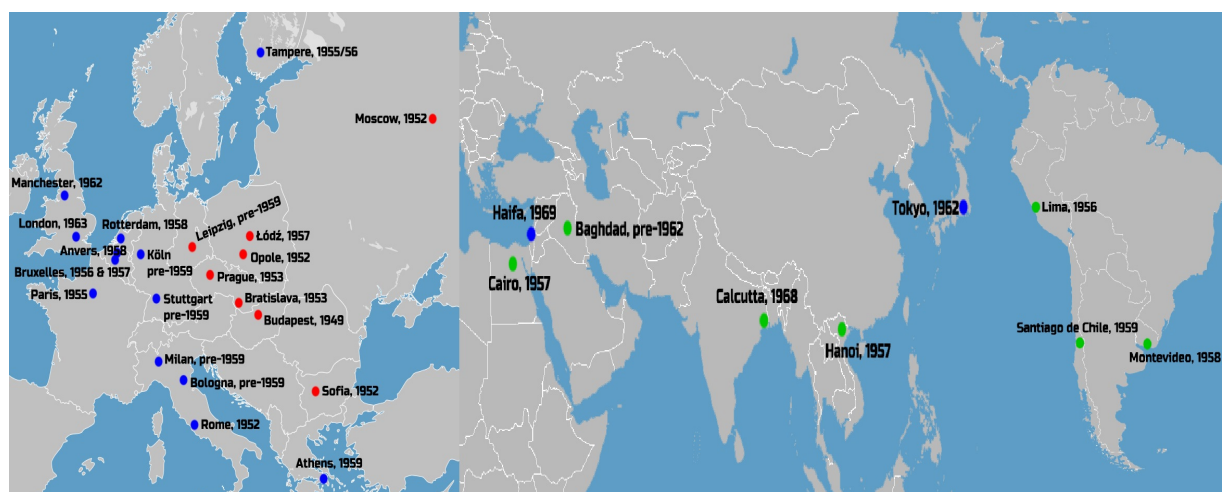 Tampere, 1955/56
Moscow, 1952
Manchester, 1962
London, 1963
Rotterdam, 1958
Leipzig, pre-1959
Łódź, 1957
Anvers, 1958
Köln
pre-1959
Opole, 1952
Bruxelles, 1956 & 1957
Prague, 1953
Paris, 1955
Stuttgart
pre-1959
Bratislava, 1953
Budapest, 1949
Milan, pre-1959
Bologna, pre-1959
Sofia, 1952
Rome, 1952
Athens, 1959
Haifa, 1969
Baghdad, pre-1962
Cairo, 1957
Calcutta, 1968
Hanoi, 1957
Tokyo, 1962
Lima, 1956
Santiago de Chile, 1959
Montevideo, 1958